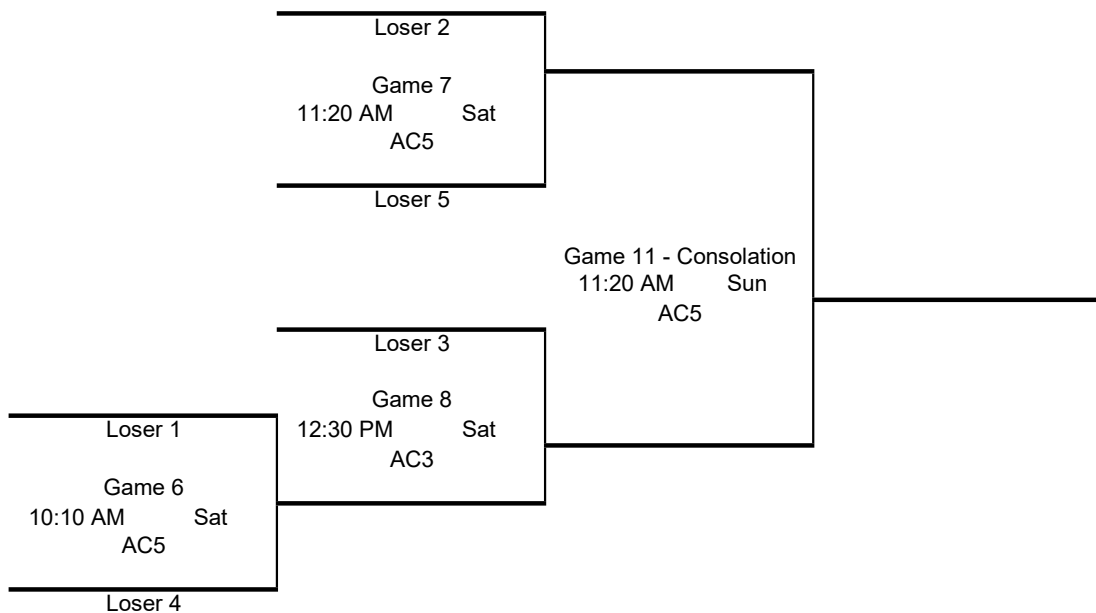 Loser 2
Game 7
11:20 AM Sat
AC5
Loser 5
Game 11 - Consolation
11:20 AM Sun
AC5
Loser 3
Game 8
12:30 PM Sat
AC3
Loser 1
Game 6
10:10 AM Sat
AC5
Loser 4